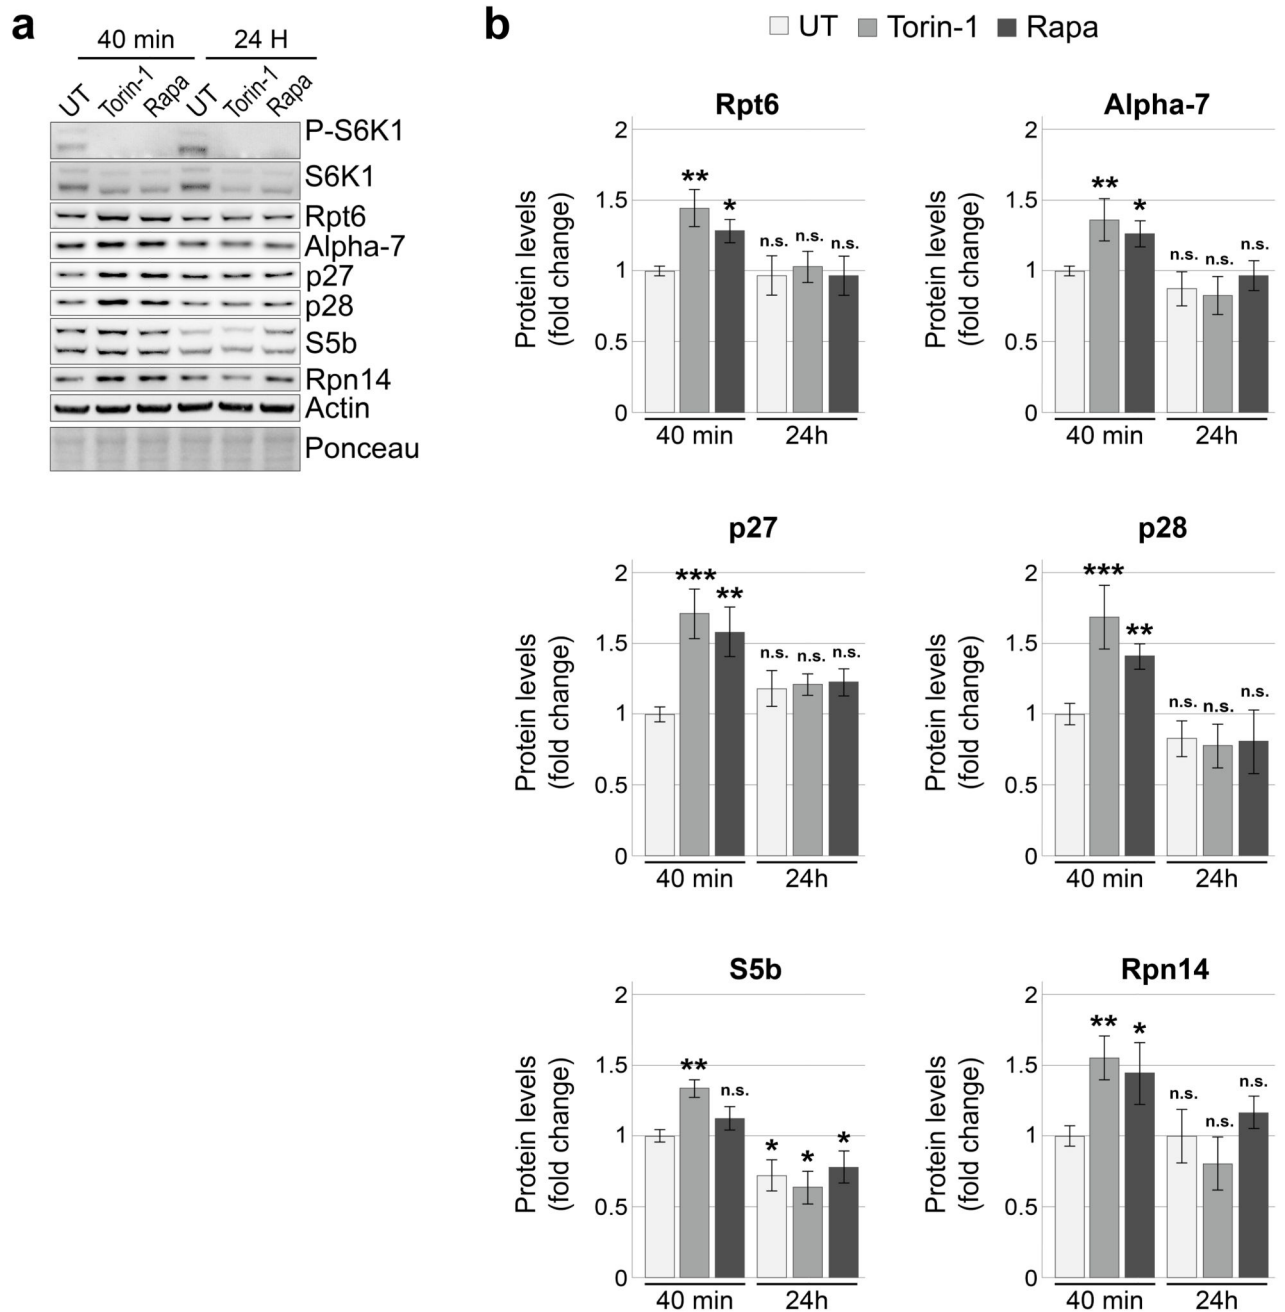 a
40 min 24 H
UT Torin-1 Rapa UT Torin-1 Rapa
P-S6K1
S6K1
Rpt6
Alpha-7
p27
p28
S5b
Rpn14
Actin
Ponceau
b
UT Torin-1 Rapa
Rpt6
Protein levels
(fold change)
2
1.5
1
0.5
0
** * n.s. n.s. n.s.
40 min 24h
Alpha-7
Protein levels
(fold change)
2
1.5
1
0.5
0
** * n.s. n.s. n.s.
40 min 24h
p27
Protein levels
(fold change)
2
1.5
1
0.5
0
*** ** n.s. n.s. n.s.
40 min 24h
p28
Protein levels
(fold change)
2
1.5
1
0.5
0
*** ** n.s. n.s. n.s.
40 min 24h
S5b
Protein levels
(fold change)
2
1.5
1
0.5
0
** n.s. * * *
40 min 24h
Rpn14
Protein levels
(fold change)
2
1.5
1
0.5
0
** * n.s. n.s. n.s.
40 min 24h